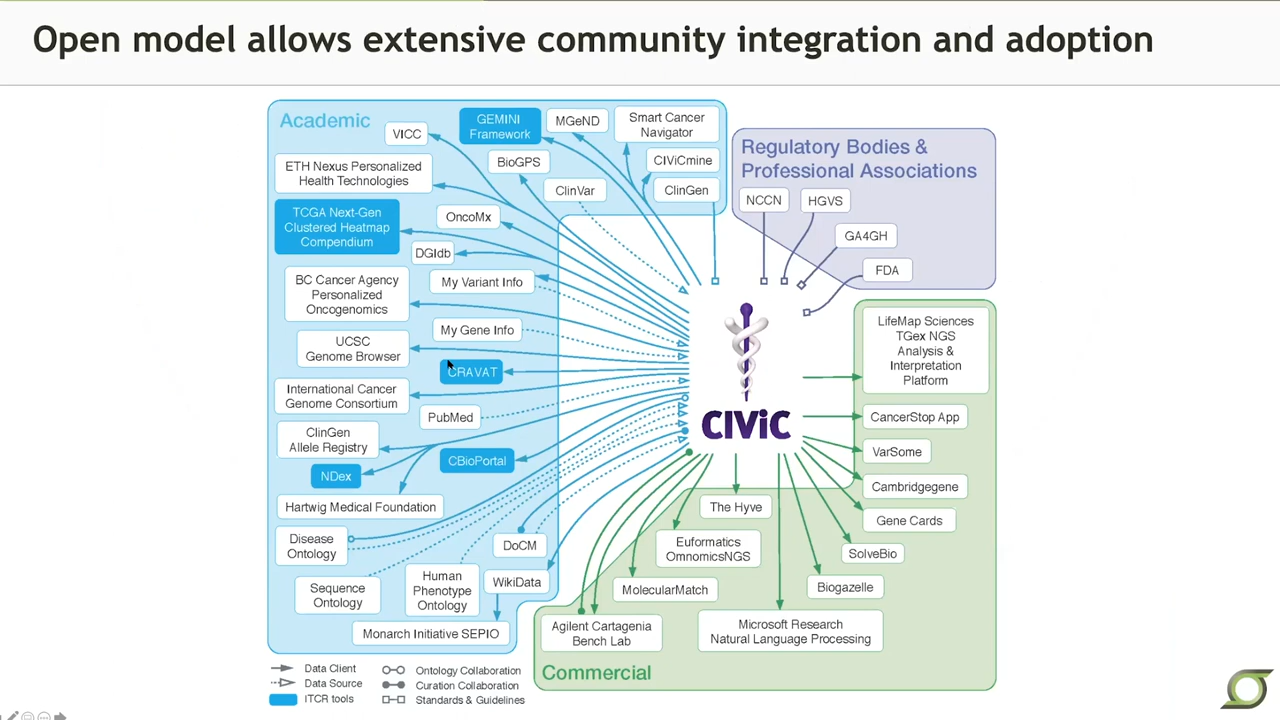 Open model allows extensive community integration and adoption
Academic
VICC
GEMINI
Framework
MGeND
Smart Cancer
Navigator
ETH Nexus Personalized
Health Technologies
BioGPS
CIViCmine
ClinVar
ClinGen
TCGA Next-Gen
Clustered Heatmap
Compendium
OncoMx
DGIdb
BC Cancer Agency
Personalized
Oncogenomics
My Variant Info
My Gene Info
UCSC
Genome Browser
CRAVAT
International Cancer
Genome Consortium
PubMed
ClinGen
Allele Registry
CBioPortal
NDex
Hartwig Medical Foundation
Disease
Ontology
DoCM
Sequence
Ontology
Human
Phenotype
Ontology
WikiData
Monarch Initiative SEPIO
Regulatory Bodies &
Professional Associations
NCCN
HGVS
GA4GH
FDA
CIViC
LifeMap Sciences
TGex NGS
Analysis &
Interpretation
Platform
CancerStop App
VarSome
Cambridgegene
Gene Cards
SolveBio
Biogazelle
The Hyve
Euformatics
OmnomicsNGS
MolecularMatch
Agilent Cartagenia
Bench Lab
Microsoft Research
Natural Language Processing
Commercial
Data Client
Data Source
ITCR tools
Ontology Collaboration
Curation Collaboration
Standards & Guidelines